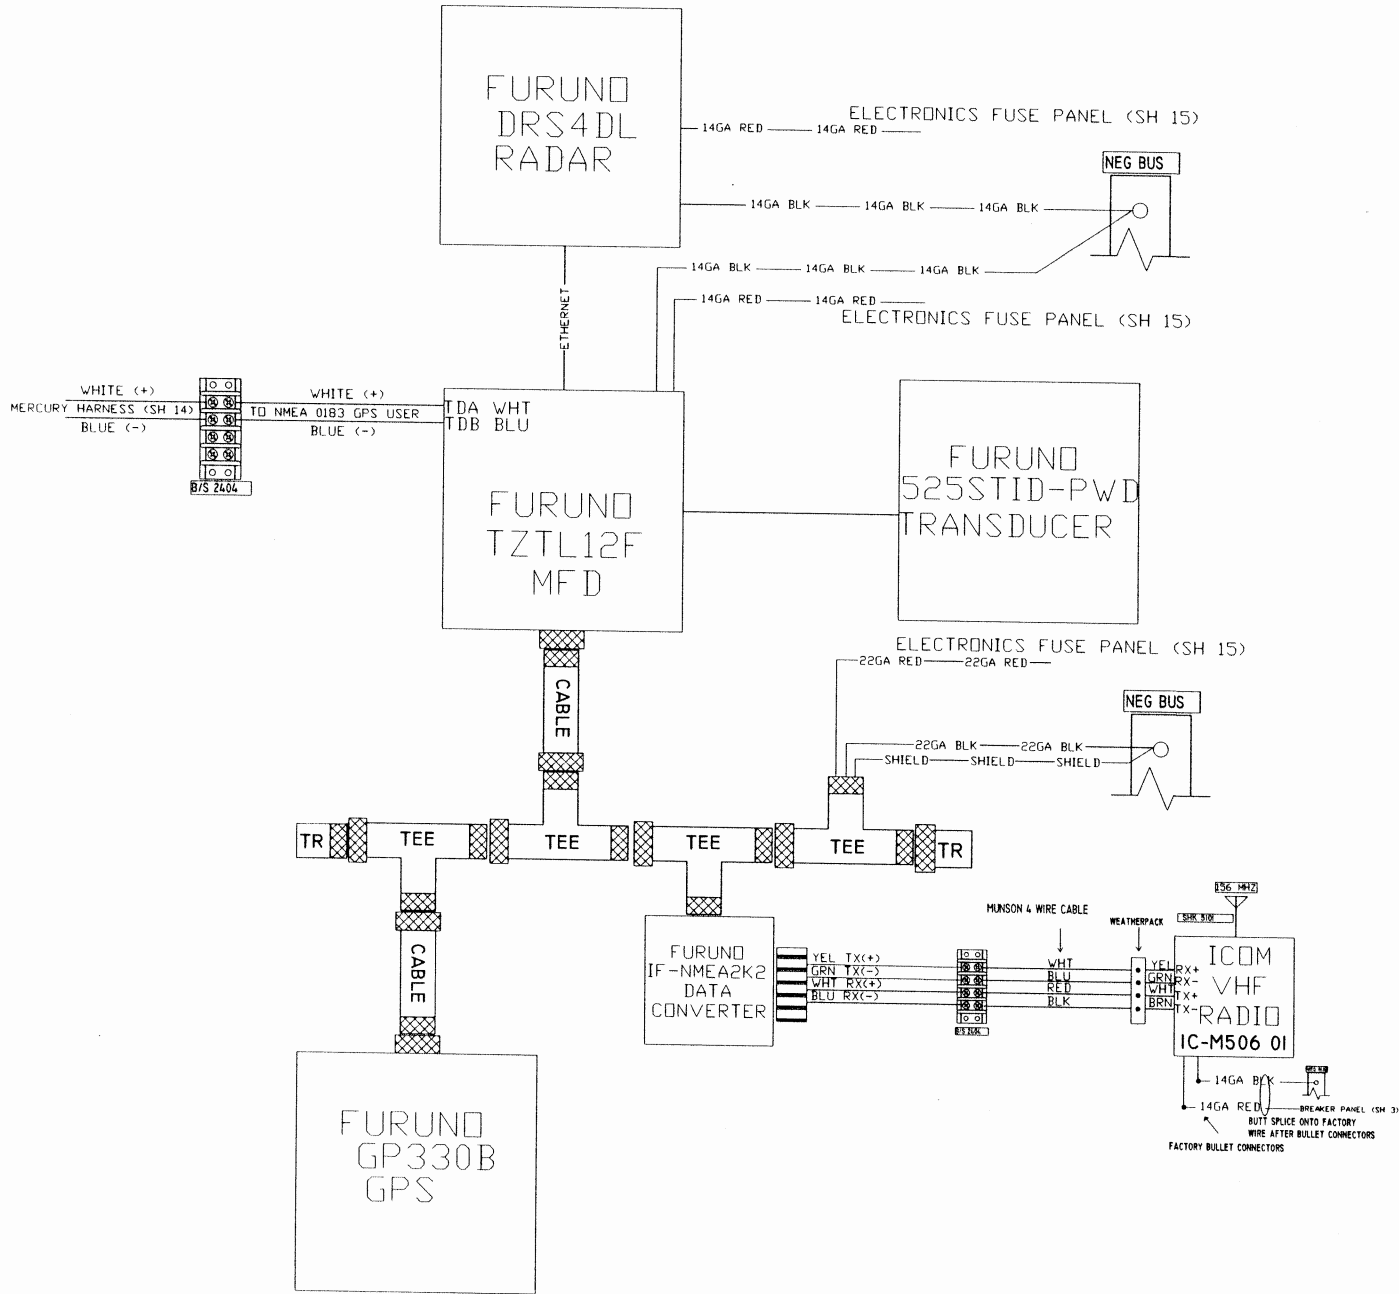 FURUNO
DRS4DL
RADAR
ELECTRONICS FUSE PANEL (SH 15)
14GA RED 14GA RED
NEG BUS
14GA BLK 14GA BLK 14GA BLK
14GA BLK 14GA BLK 14GA BLK
14GA RED 14GA RED
ELECTRONICS FUSE PANEL (SH 15)
ETHERNET
WHITE (+)
MERCURY HARNESS (SH 14)
BLUE (-)
B/S 2404
WHITE (+)
TO NMEA 0183 GPS USER
BLUE (-)
TDA WHT
TDB BLU
FURUNO
TZTL12F
MFD
FURUNO
525STID-PWD
TRANSDUCER
ELECTRONICS FUSE PANEL (SH 15)
22GA RED 22GA RED
NEG BUS
22GA BLK 22GA BLK
SHIELD SHIELD SHIELD
CABLE
TR
TEE
TEE
TEE
TEE
TR
CABLE
FURUNO
GP330B
GPS
FURUNO
IF-NMEA2K2
DATA
CONVERTER
YEL TX(+)
GRN TX(-)
WHT RX(+)
BLU RX(-)
B/S 2404
MUNSON 4 WIRE CABLE
WHT
BLU
RED
BLK
WEATHERPACK
156 MHZ
SHK 5101
YEL RX+
GRN RX-
WHT TX+
BRN TX-
ICOM
VHF
RADIO
IC-M506 01
14GA BLK
14GA RED
BREAKER PANEL (SH 3)
BUTT SPLICE ONTO FACTORY
WIRE AFTER BULLET CONNECTORS
FACTORY BULLET CONNECTORS